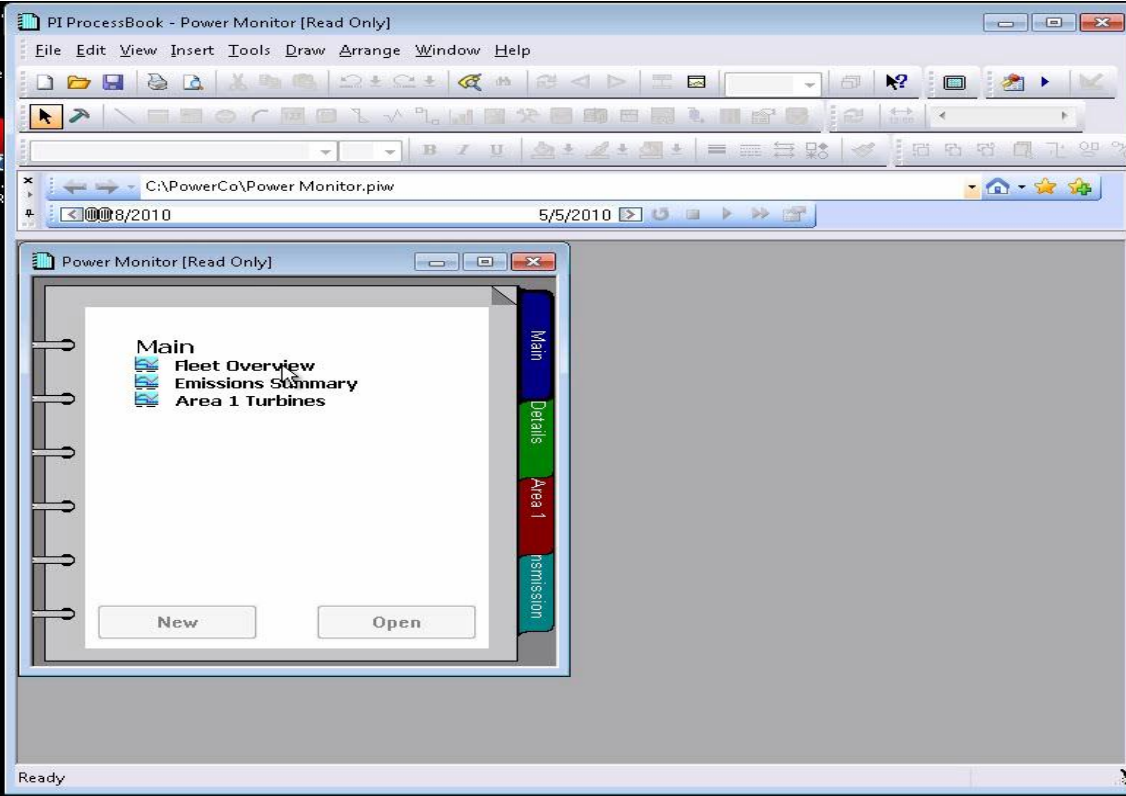 PI ProcessBook - Power Monitor [Read Only]
File Edit View Insert Tools Draw Arrange Window Help
B I U
C:\PowerCo\Power Monitor.piw
8/2010 5/5/2010
Power Monitor [Read Only]
Main
Fleet Overview
Emissions Summary
Area 1 Turbines
New Open
Main
Details
Area 1
nsmission
Ready